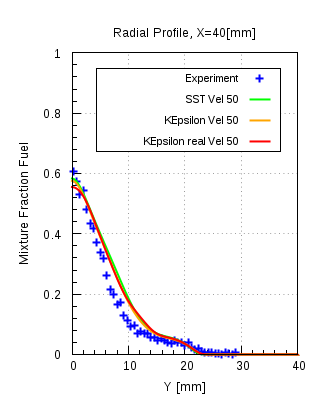 Radial Profile, X=40[mm]
1
0.8
0.6
0.4
0.2
0
0 10 20 30 40
Mixture Fraction Fuel
Y [mm]
Experiment
SST Vel 50
KEpsilon Vel 50
KEpsilon real Vel 50